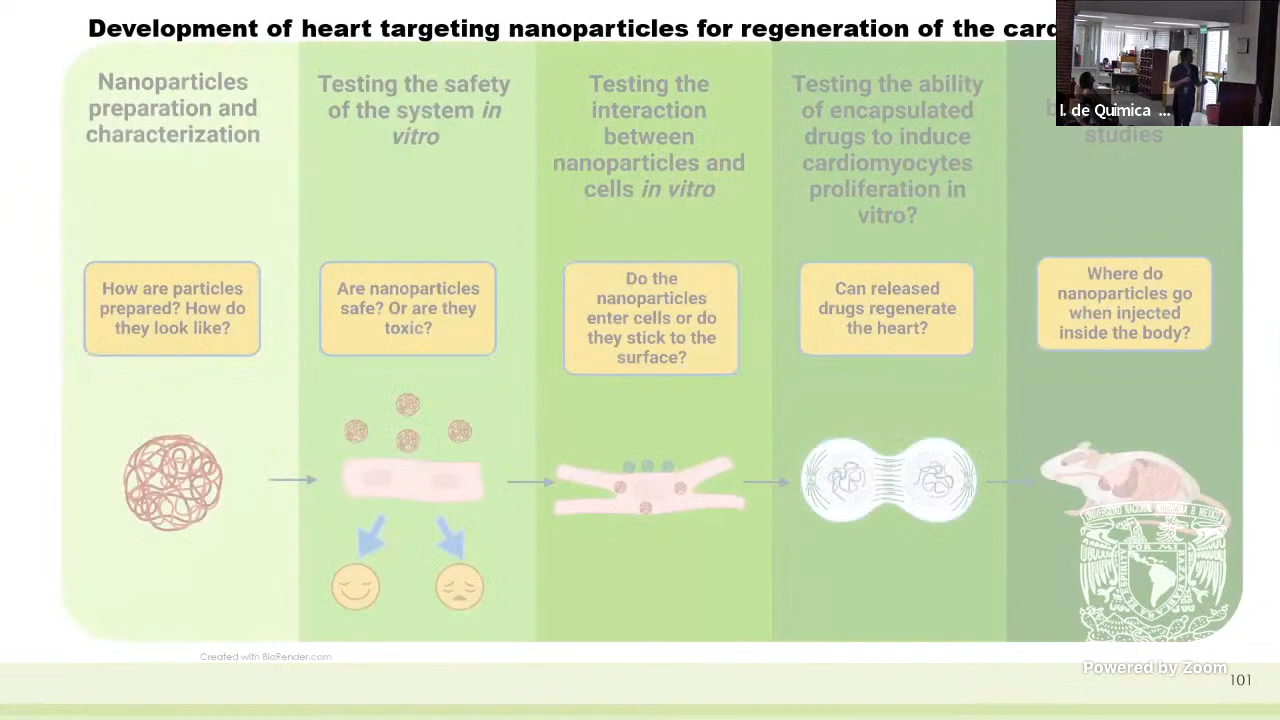 Development of heart targeting nanoparticles for regeneration of the
I. de Quimica ...
Nanoparticles
preparation and
characterization
Testing the safety
of the system in
vitro
Testing the
interaction
between
nanoparticles and
cells in vitro
Testing the ability
of encapsulated
drugs to induce
cardiomyocytes
proliferation in
vitro?
studies
How are particles
prepared? How do
they look like?
Are nanoparticles
safe? Or are they
toxic?
Do the
nanoparticles
enter cells or do
they stick to the
surface?
Can released
drugs regenerate
the heart?
Where do
nanoparticles go
when injected
inside the body?
Created with BioRender.com
Powered by Zoom
101